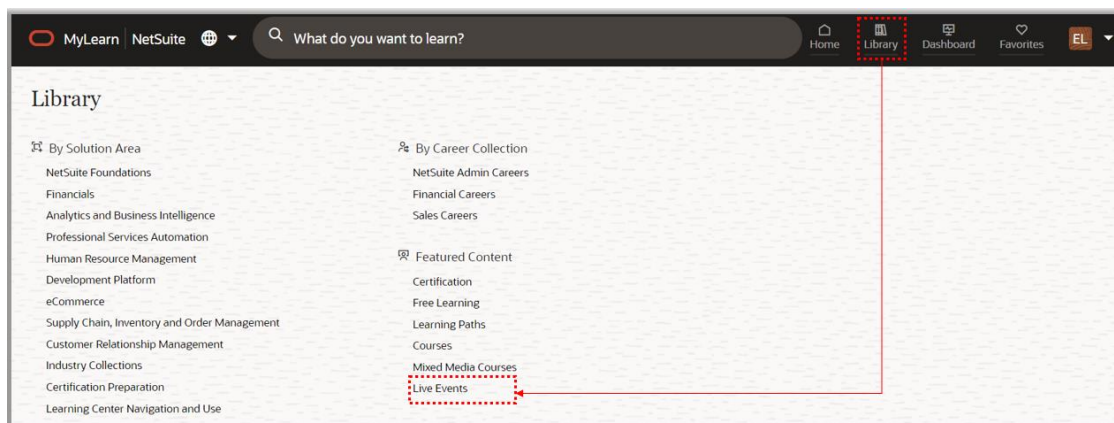 MyLearn NetSuite
What do you want to learn?
Home
Library
Dashboard
Favorites
EL
Library
By Solution Area
NetSuite Foundations
Financials
Analytics and Business Intelligence
Professional Services Automation
Human Resource Management
Development Platform
eCommerce
Supply Chain, Inventory and Order Management
Customer Relationship Management
Industry Collections
Certification Preparation
Learning Center Navigation and Use
By Career Collection
NetSuite Admin Careers
Financial Careers
Sales Careers
Featured Content
Certification
Free Learning
Learning Paths
Courses
Mixed Media Courses
Live Events